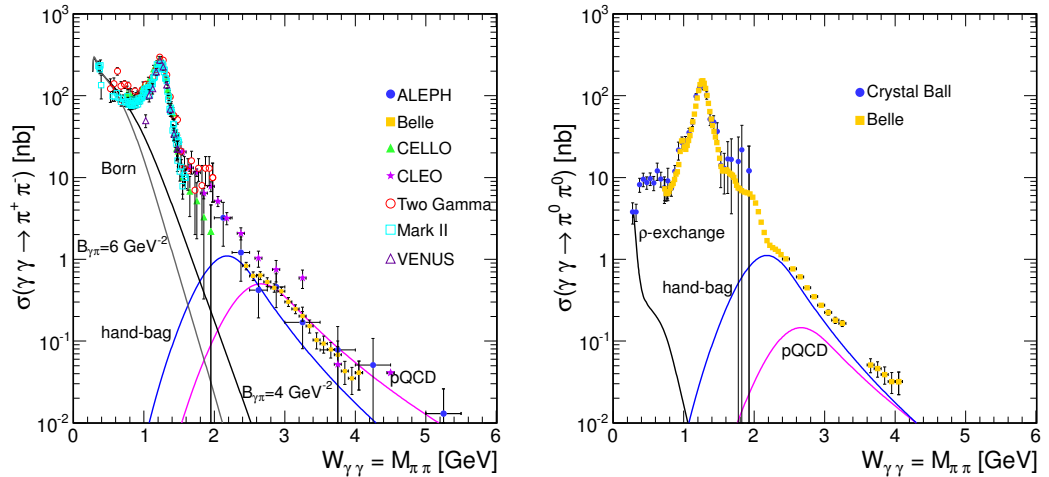 σ(γ γ → π⁺ π⁻) [nb]
10³
10²
10
1
10⁻¹
10⁻²
ALEPH
Belle
CELLO
CLEO
Two Gamma
Mark II
VENUS
Born
B_γπ=6 GeV⁻²
hand-bag
B_γπ=4 GeV⁻²
pQCD
0 1 2 3 4 5 6
W_γγ = M_ππ [GeV]
σ(γ γ → π⁰ π⁰) [nb]
10³
10²
10
1
10⁻¹
10⁻²
Crystal Ball
Belle
ρ-exchange
hand-bag
pQCD
0 1 2 3 4 5 6
W_γγ = M_ππ [GeV]